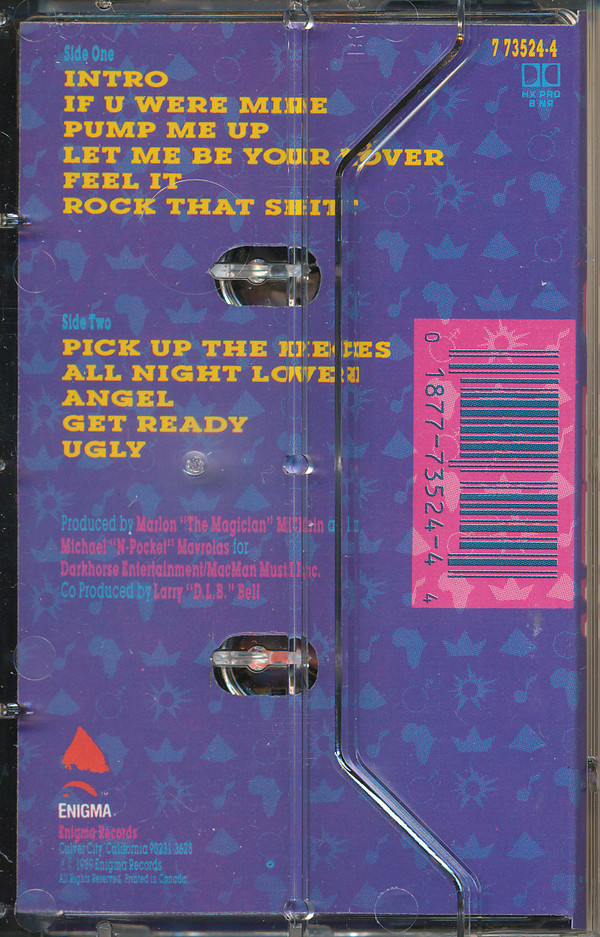 7 73524-4
HX PRO
B NR
Side One
INTRO
IF U WERE MINE
PUMP ME UP
LET ME BE YOUR LOVER
FEEL IT
ROCK THAT SHIT
Side Two
PICK UP THE PIECES
ALL NIGHT LOVER
ANGEL
GET READY
UGLY
0 1877-73524-4 4
Produced by Marlon "The Magician"
Michael "N-Pocket" Mavrolas for
Darkhorse Entertainment/MacMan Inc.
Co Produced by Larry "D.L.B." Bell
ENIGMA
Enigma Records
Culver City, California 90231-3628
1989 Enigma Records
All Rights Reserved. Printed in Canada.